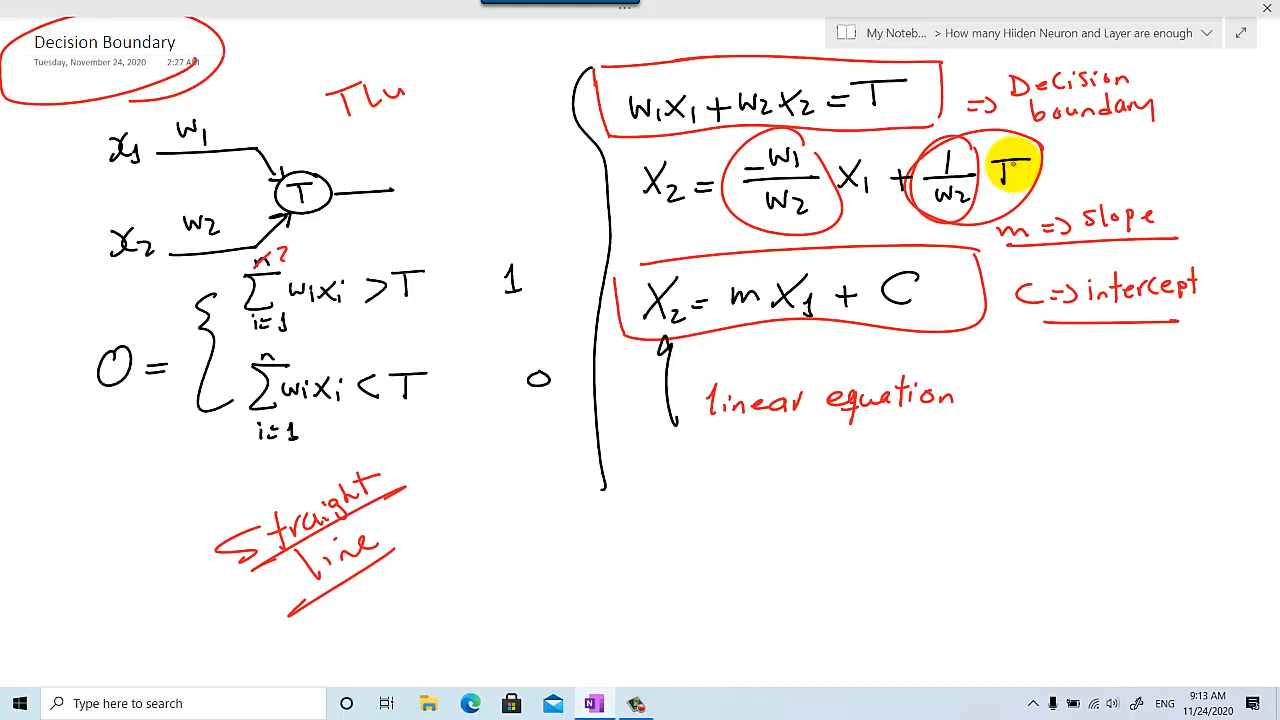 Decision Boundary
Tuesday, November 24, 2020 2:27 AM
My Noteb... > How many Hiiden Neuron and Layer are enough
TLU
x1 w1
T
x2 w2
O =
n 2
∑ wixi > T 1
i=1
n
∑ wixi < T 0
i=1
Straight
line
w1x1 + w2x2 = T
=> Decision
boundary
x2 = -w1/w2 x1 + 1/w2 T
m => Slope
x2 = m x1 + C
C => intercept
linear equation
Type here to search
ENG
9:13 AM
11/24/2020